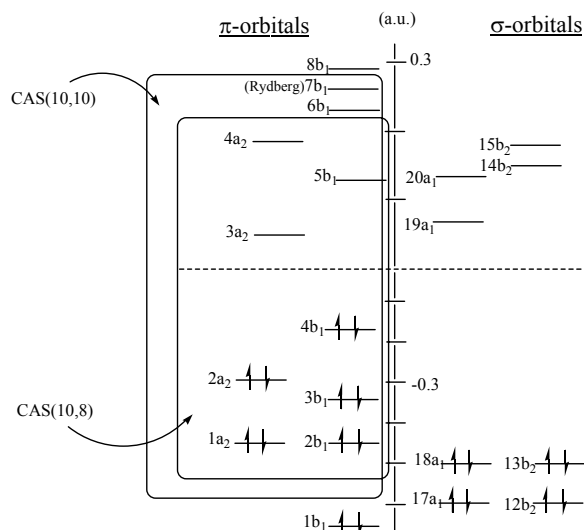 (a.u.)
π-orbitals
σ-orbitals
0.3
8b₁
(Rydberg)7b₁
6b₁
CAS(10,10)
4a₂
15b₂
14b₂
5b₁
20a₁
19a₁
3a₂
4b₁
2a₂
-0.3
3b₁
CAS(10,8)
1a₂
2b₁
18a₁
13b₂
17a₁
12b₂
1b₁